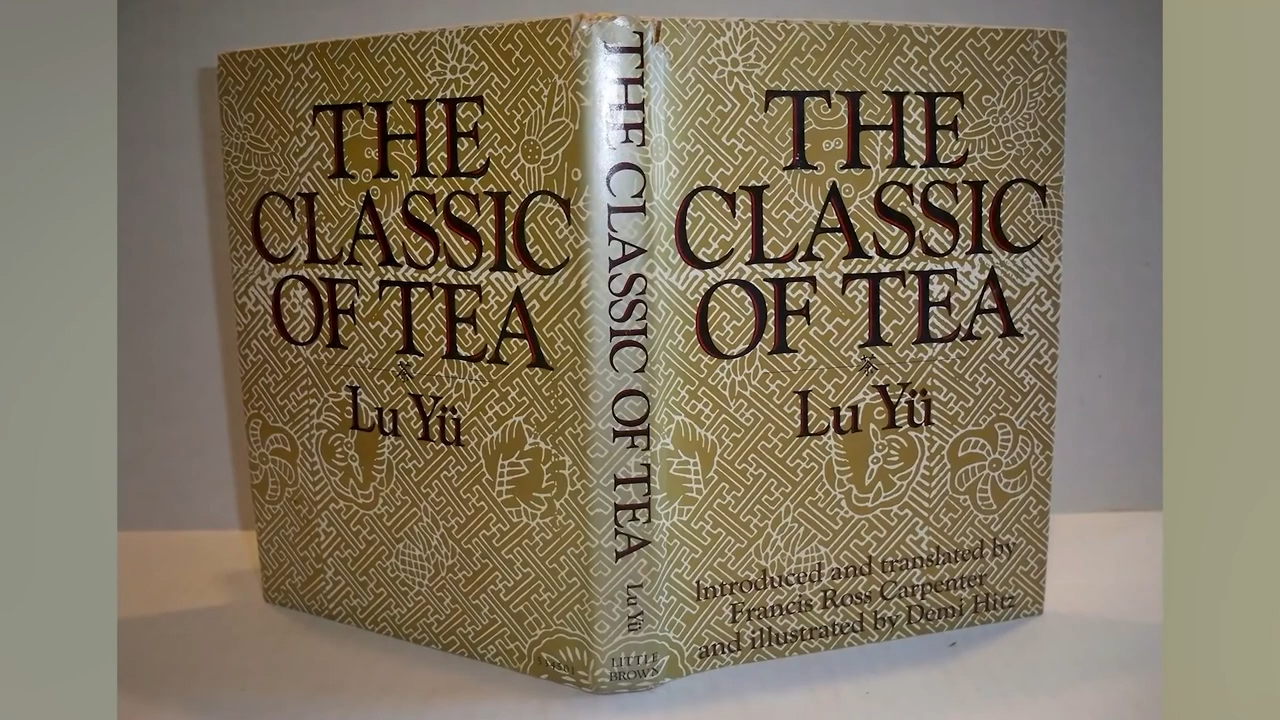 THE
CLASSIC
OF TEA
茶
Lu Yü
THE CLASSIC OF TEA Lu Yü
LITTLE
BROWN
THE
CLASSIC
OF TEA
茶
Lu Yü
Introduced and translated by
Francis Ross Carpenter
and illustrated by Demi Hitz